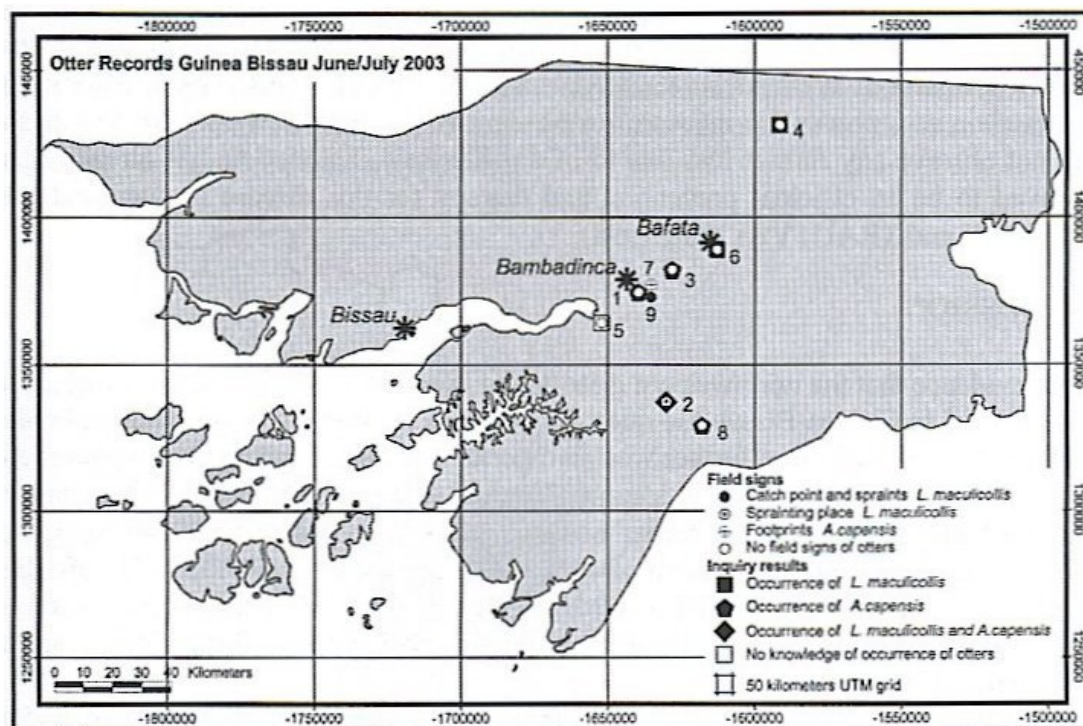 -1800000 -1750000 -1700000 -1650000 -1600000 -1550000 -1500000
Otter Records Guinea Bissau June/July 2003
1450000
450000
4
1400000
1400000
Bafata
6
Bambadinca
7
3
1
9
Bissau
5
1350000
1350000
2
8
Field signs
Catch point and spraints L. maculicollis
Sprainting place L. maculicollis
Footprints A.capensis
No field signs of otters
1300000
1300000
Inquiry results
Occurrence of L. maculicollis
Occurrence of A.capensis
Occurrence of L. maculicollis and A.capensis
No knowledge of occurrence of otters
50 kilometers UTM grid
1250000
1250000
0 10 20 30 40 Kilometers
-1800000 -1750000 -1700000 -1650000 -1600000 -1550000 -1500000